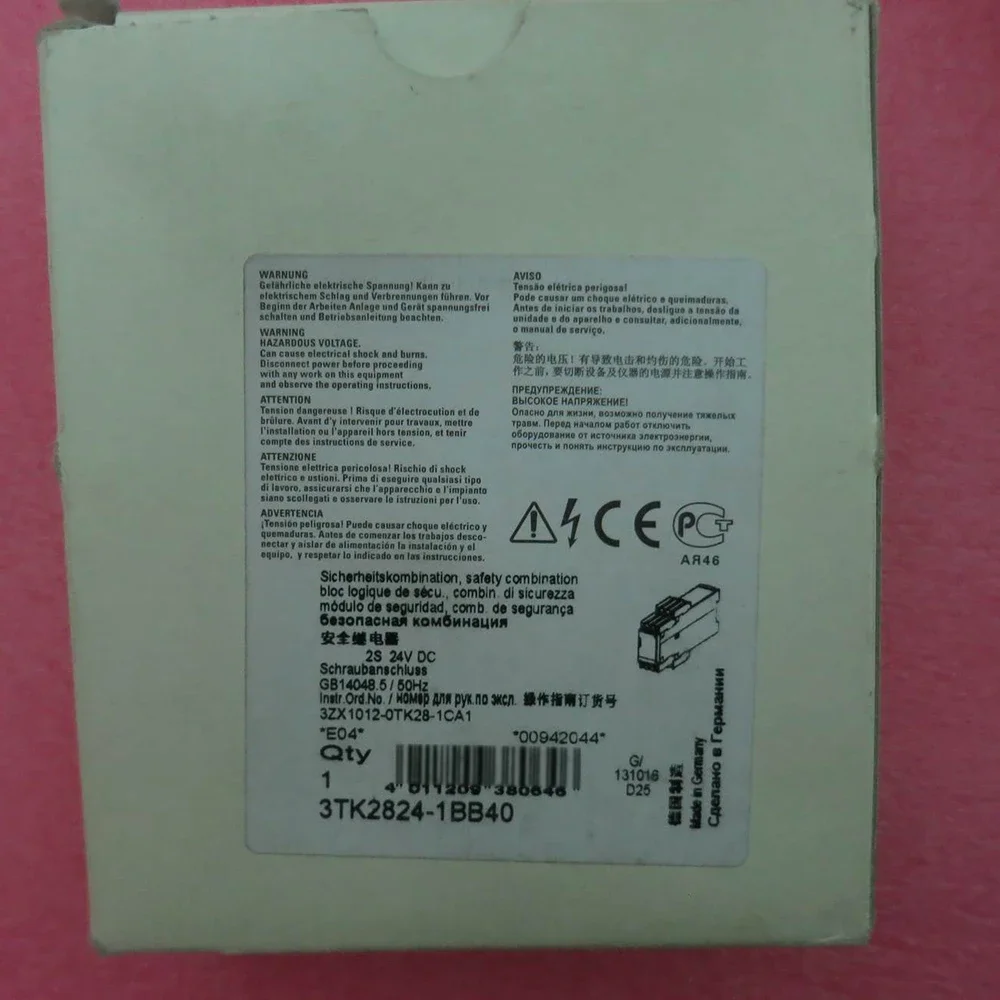 WARNUNG
Gefährliche elektrische Spannung! Kann zu
elektrischem Schlag und Verbrennungen führen. Vor
Beginn der Arbeiten Anlage und Gerät spannungsfrei
schalten und Betriebsanleitung beachten.
WARNING
HAZARDOUS VOLTAGE.
Can cause electrical shock and burns.
Disconnect power before proceeding
with any work on this equipment
and observe the operating instructions.
ATTENTION
Tension dangereuse ! Risque d'électrocution et de
brûlure. Avant d'y intervenir pour travaux, mettre
l'installation ou l'appareil hors tension, et tenir
compte des instructions de service.
ATTENZIONE
Tensione elettrica pericolosa! Rischio di shock
elettrico e ustioni. Prima di eseguire qualsiasi tipo
di lavoro, assicurarsi che l'apparecchio e l'impianto
siano scollegati e osservare le istruzioni per l'uso.
ADVERTENCIA
¡Tensión peligrosa! Puede causar choque eléctrico y
quemaduras. Antes de comenzar los trabajos desco-
nectar y aislar de alimentación la instalación y el
equipo, y respetar lo indicado en las instrucciones.
AVISO
Tensão elétrica perigosa!
Pode causar um choque elétrico e queimaduras.
Antes de iniciar os trabalhos, desligue a tensão da
unidade e do aparelho e consultar, adicionalmente,
o manual de serviço.
警告:
危险的电压!有导致电击和灼伤的危险。开始工
作之前,要切断设备及仪器的电源并注意操作指南。
ПРЕДУПРЕЖДЕНИЕ:
ВЫСОКОЕ НАПРЯЖЕНИЕ!
Опасно для жизни, возможно получение тяжелых
травм. Перед началом работ отключить
оборудование от источника электроэнергии,
прочесть и понять инструкцию по эксплуатации.
CE
РСТ
АЯ46
Sicherheitskombination, safety combination
bloc logique de sécu., combin. di sicurezza
módulo de seguridad, comb. de segurança
безопасная комбинация
安全继电器
2S 24V DC
Schraubanschluss
GB14048.5 / 50Hz
Instr.Ord.No. / номер для рук.по эксл. 操作指南订货号
3ZX1012-0TK28-1CA1
*E04* *00942044*
Qty
1
4 011209 380646
3TK2824-1BB40
G/
131016
D25
德国制造
Made in Germany
Сделано в Германии